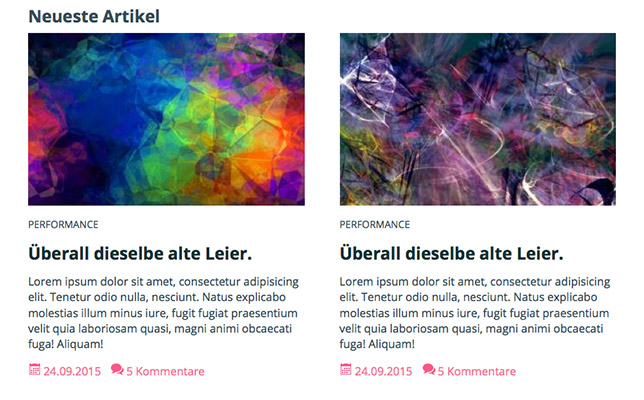 Neueste Artikel
PERFORMANCE
Überall dieselbe alte Leier.
Lorem ipsum dolor sit amet, consectetur adipisicing
elit. Tenetur odio nulla, nesciunt. Natus explicabo
molestias illum minus iure, fugit fugiat praesentium
velit quia laboriosam quasi, magni animi obcaecati
fuga! Aliquam!
24.09.2015 5 Kommentare
PERFORMANCE
Überall dieselbe alte Leier.
Lorem ipsum dolor sit amet, consectetur adipisicing
elit. Tenetur odio nulla, nesciunt. Natus explicabo
molestias illum minus iure, fugit fugiat praesentium
velit quia laboriosam quasi, magni animi obcaecati
fuga! Aliquam!
24.09.2015 5 Kommentare